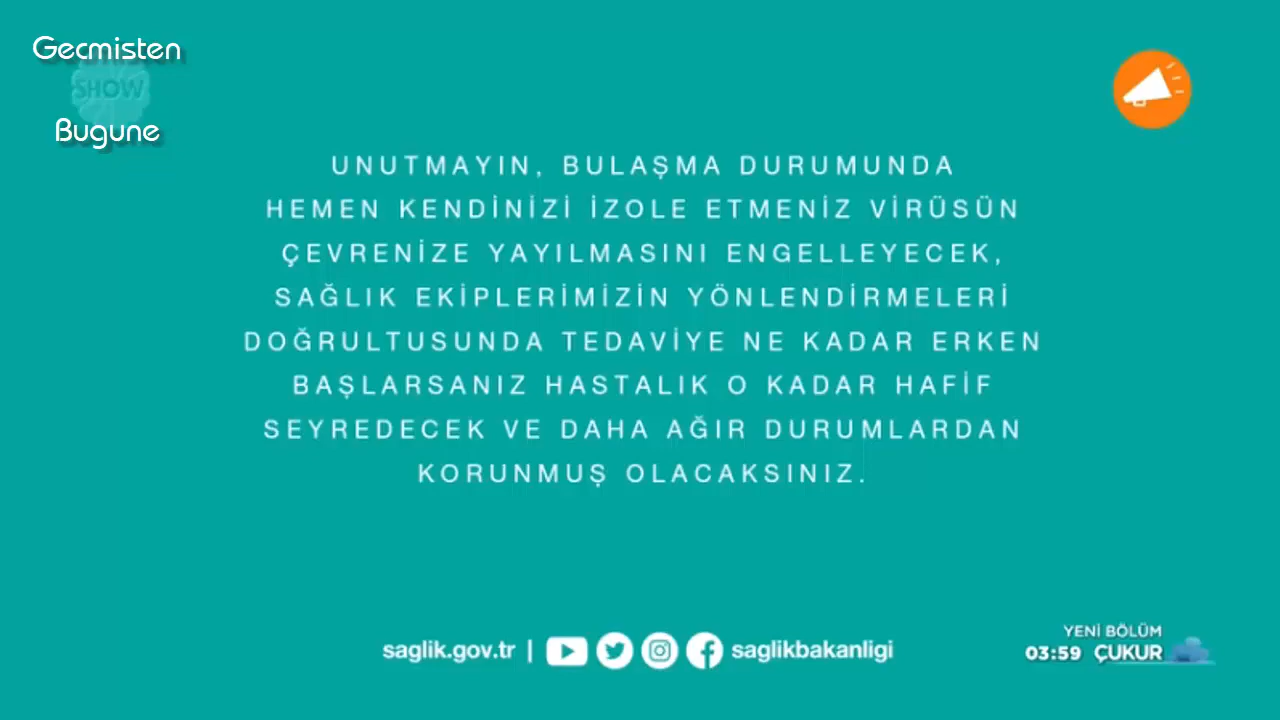 Gecmisten
SHOW
Bugune
UNUTMAYIN, BULAŞMA DURUMUNDA
HEMEN KENDİNİZİ İZOLE ETMENİZ VİRÜSÜN
ÇEVRENİZE YAYILMASINI ENGELLEYECEK,
SAĞLIK EKİPLERİMİZİN YÖNLENDİRMELERİ
DOĞRULTUSUNDA TEDAVİYE NE KADAR ERKEN
BAŞLARSANIZ HASTALIK O KADAR HAFİF
SEYREDECEK VE DAHA AĞIR DURUMLARDAN
KORUNMUŞ OLACAKSINIZ.
saglik.gov.tr | saglikbakanligi
YENİ BÖLÜM
03:59 ÇUKUR